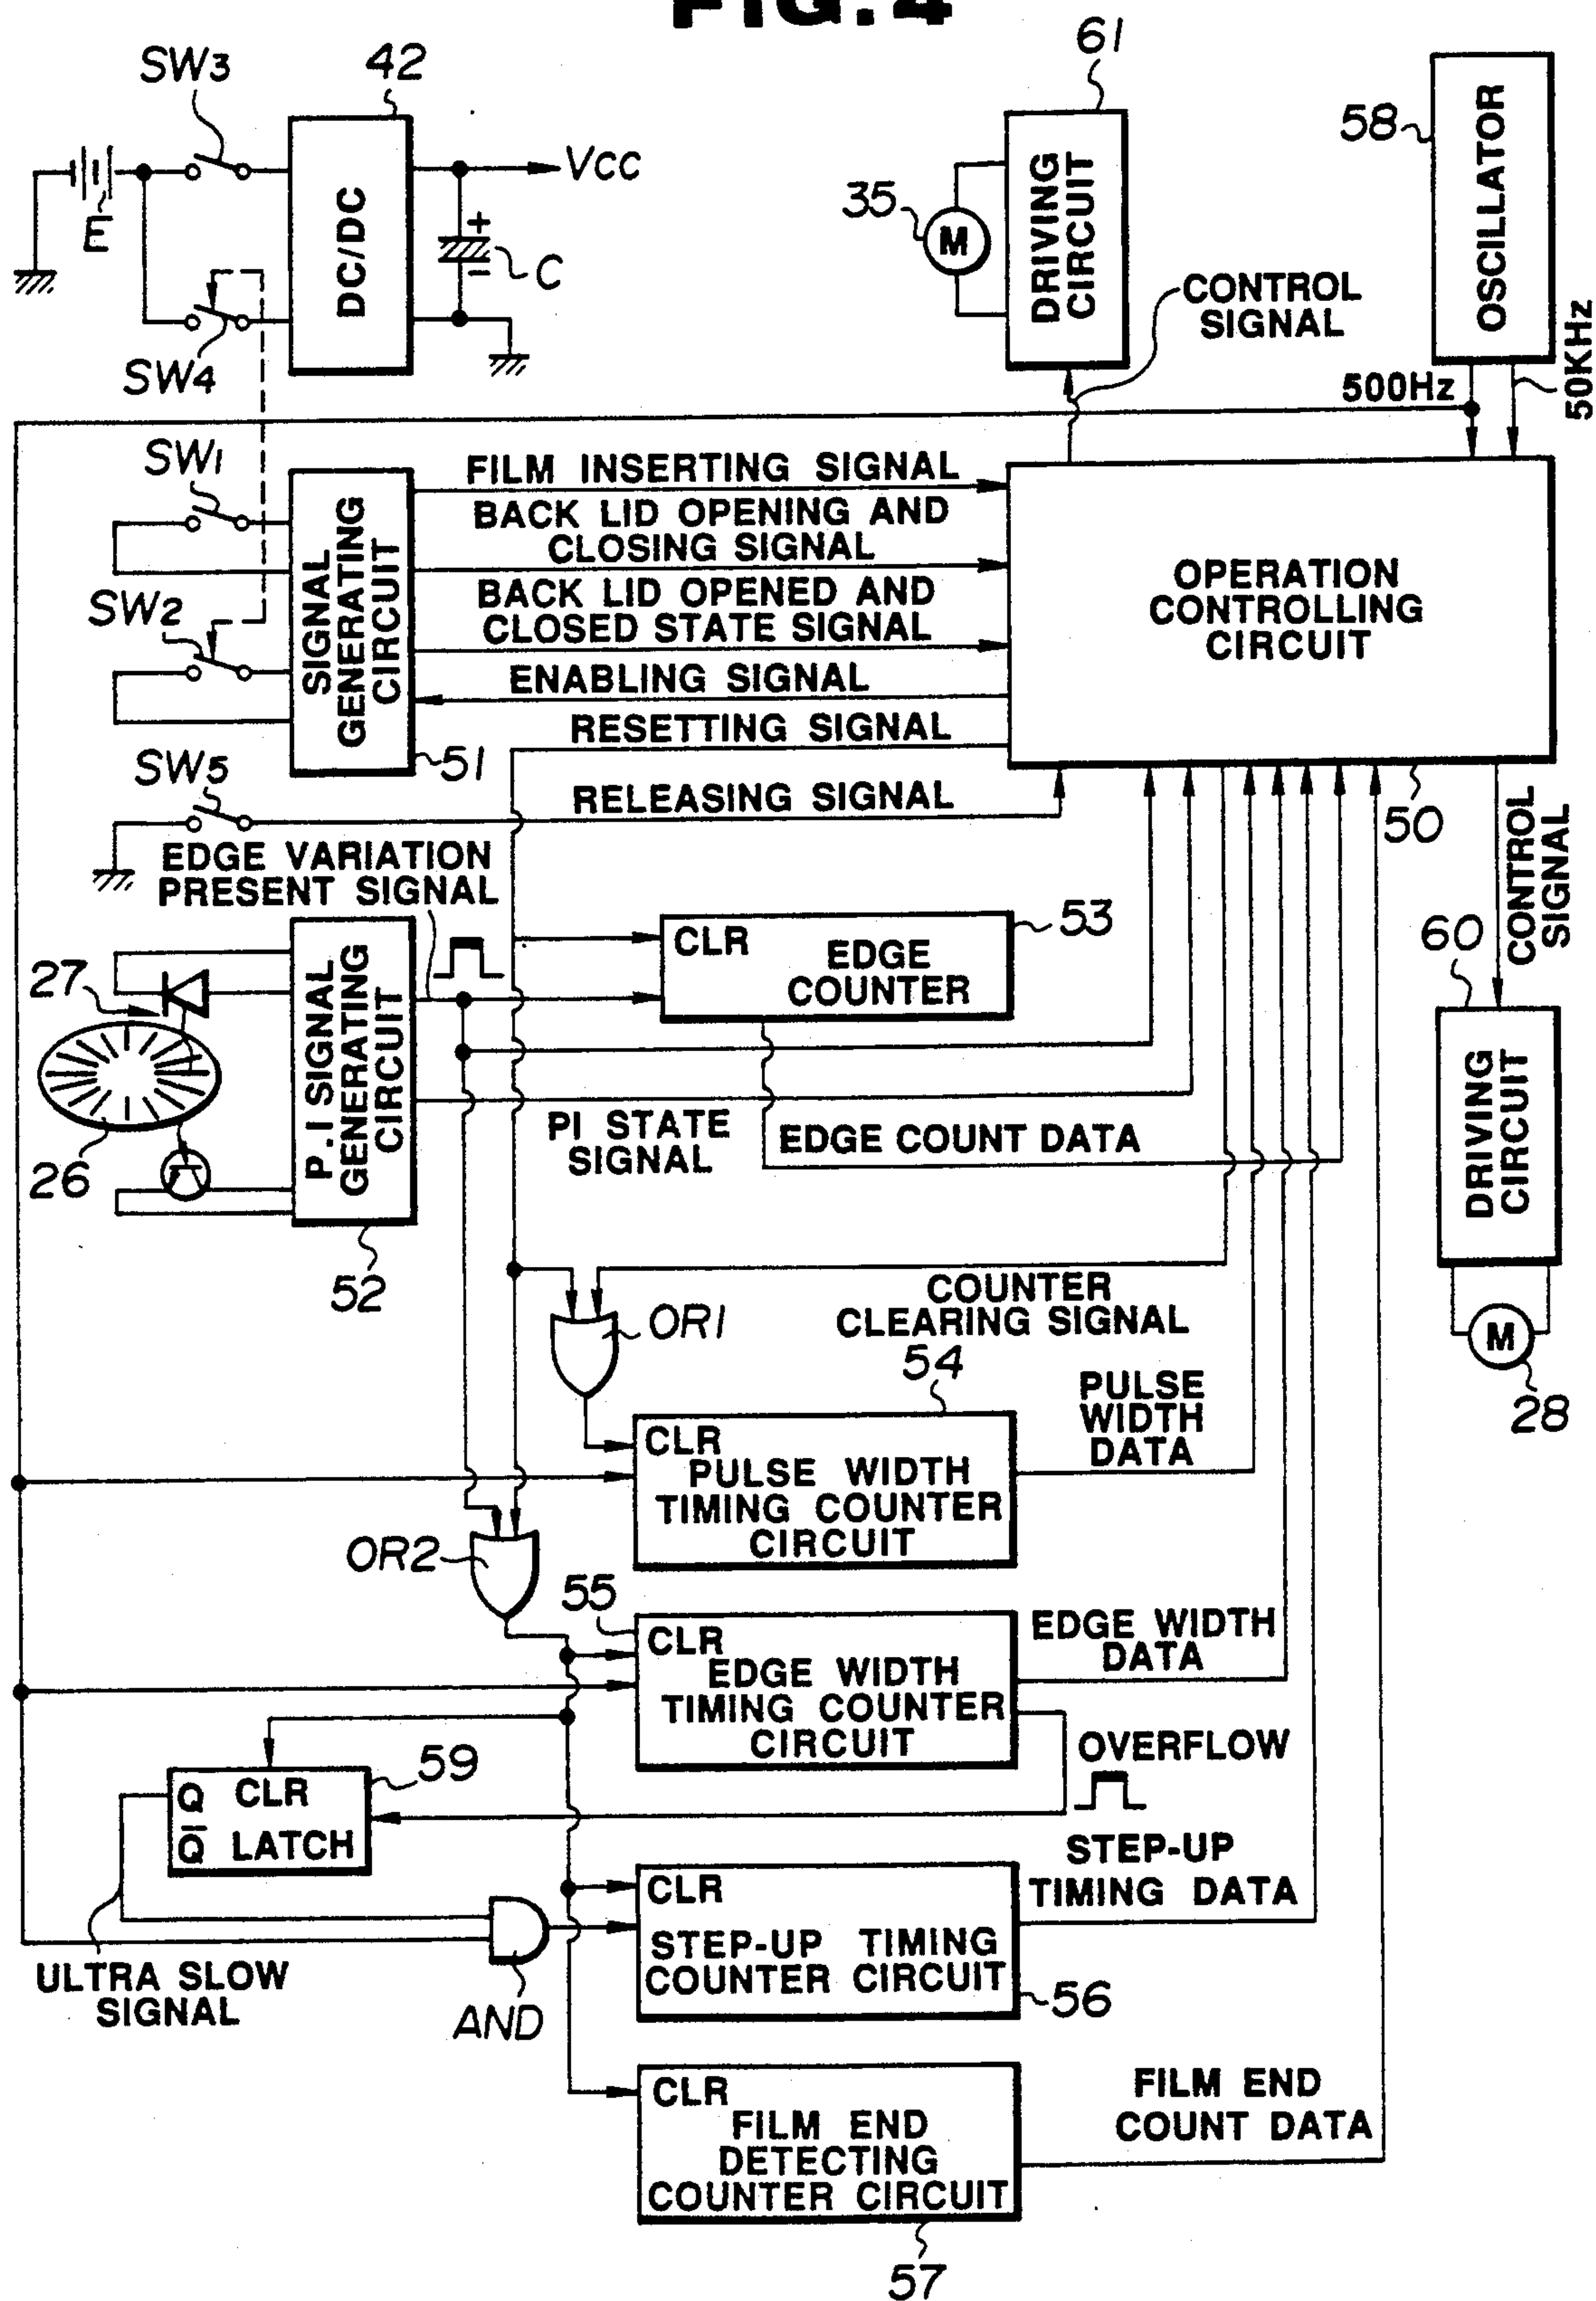 FIG. 4
SW3
42
61
58
OSCILLATOR
E
DC/DC
VCC
+
-
C
SW4
35
M
DRIVING
CIRCUIT
CONTROL
SIGNAL
500Hz
50KHz
SW1
SW2
SIGNAL
GENERATING
CIRCUIT
51
FILM INSERTING SIGNAL
BACK LID OPENING AND
CLOSING SIGNAL
BACK LID OPENED AND
CLOSED STATE SIGNAL
ENABLING SIGNAL
RESETTING SIGNAL
OPERATION
CONTROLLING
CIRCUIT
50
SW5
RELEASING SIGNAL
CONTROL
SIGNAL
EDGE VARIATION
PRESENT SIGNAL
27
26
P.I SIGNAL
GENERATING
CIRCUIT
52
CLR
EDGE
COUNTER
53
60
DRIVING
CIRCUIT
M
28
PI STATE
SIGNAL
EDGE COUNT DATA
COUNTER
CLEARING SIGNAL
OR1
54
CLR
PULSE WIDTH
TIMING COUNTER
CIRCUIT
PULSE
WIDTH
DATA
OR2
55
CLR
EDGE WIDTH
TIMING COUNTER
CIRCUIT
EDGE WIDTH
DATA
OVERFLOW
59
Q CLR
Q̅ LATCH
STEP-UP
TIMING DATA
CLR
STEP-UP TIMING
COUNTER CIRCUIT
56
ULTRA SLOW
SIGNAL
AND
CLR
FILM END
DETECTING
COUNTER CIRCUIT
57
FILM END
COUNT DATA